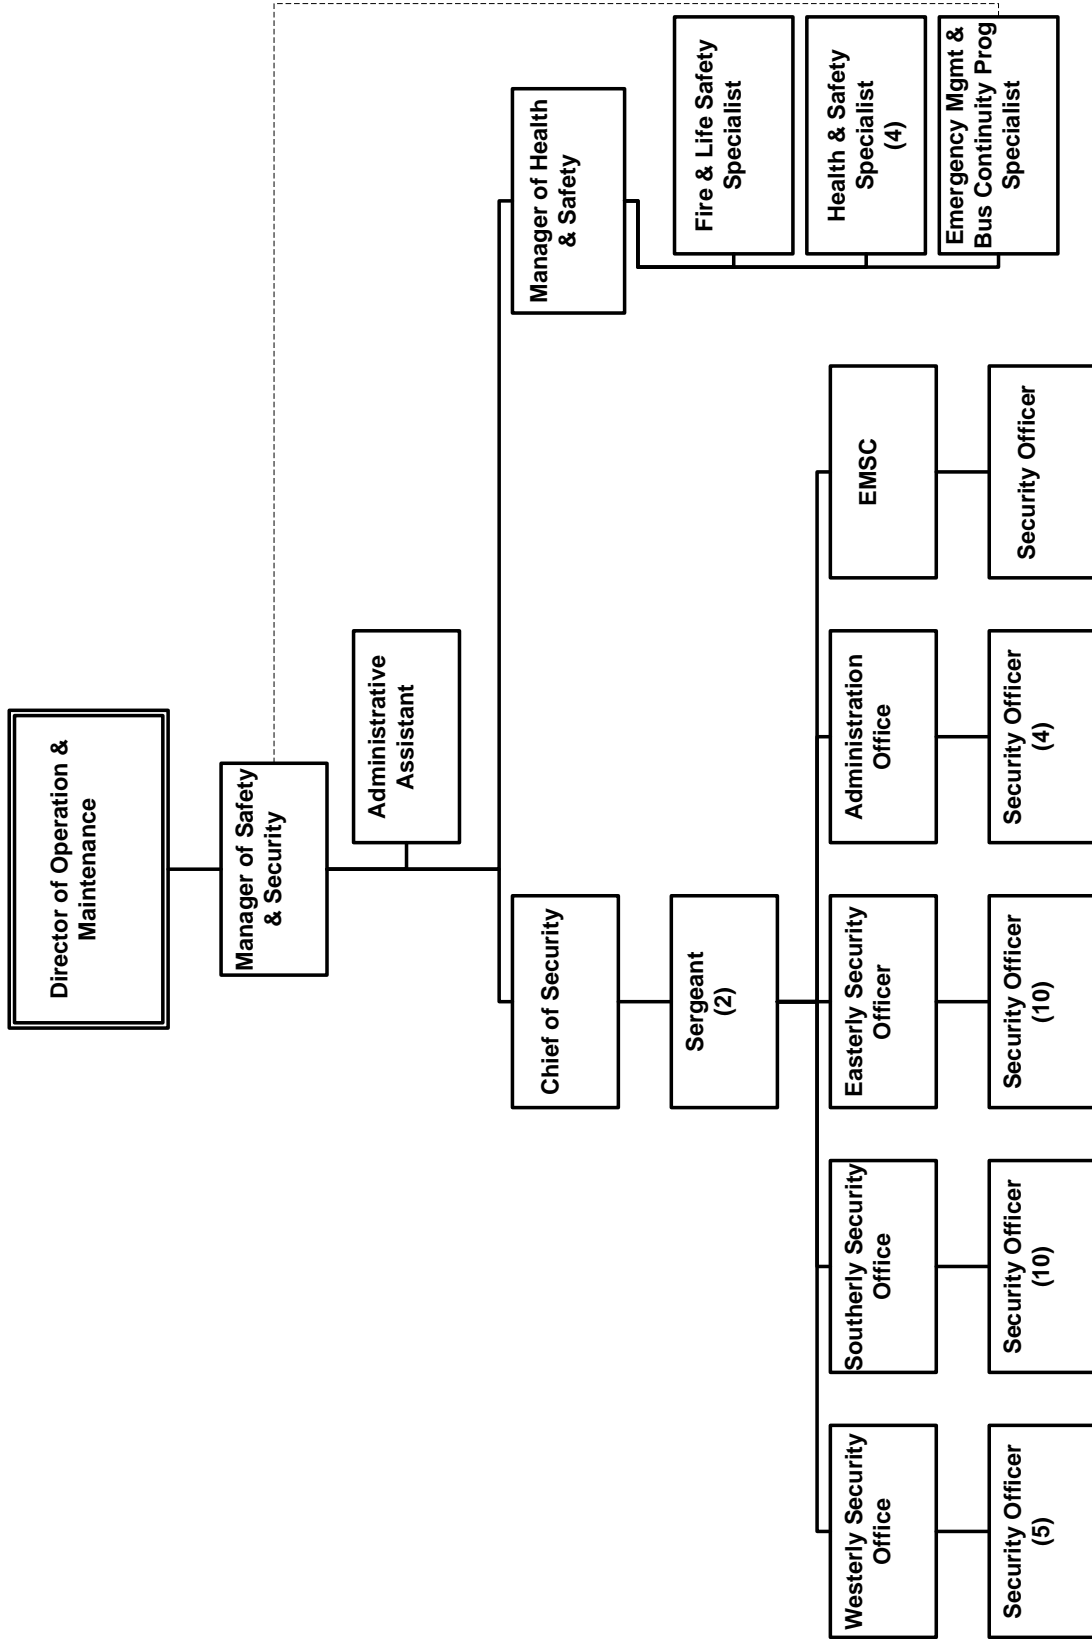 Director of Operation &
Maintenance
Manager of Safety
& Security
Administrative
Assistant
Chief of Security
Manager of Health
& Safety
Sergeant
(2)
Fire & Life Safety
Specialist
Health & Safety
Specialist
(4)
Emergency Mgmt &
Bus Continuity Prog
Specialist
Westerly Security
Office
Southerly Security
Office
Easterly Security
Officer
Administration
Office
EMSC
Security Officer
(5)
Security Officer
(10)
Security Officer
(10)
Security Officer
(4)
Security Officer